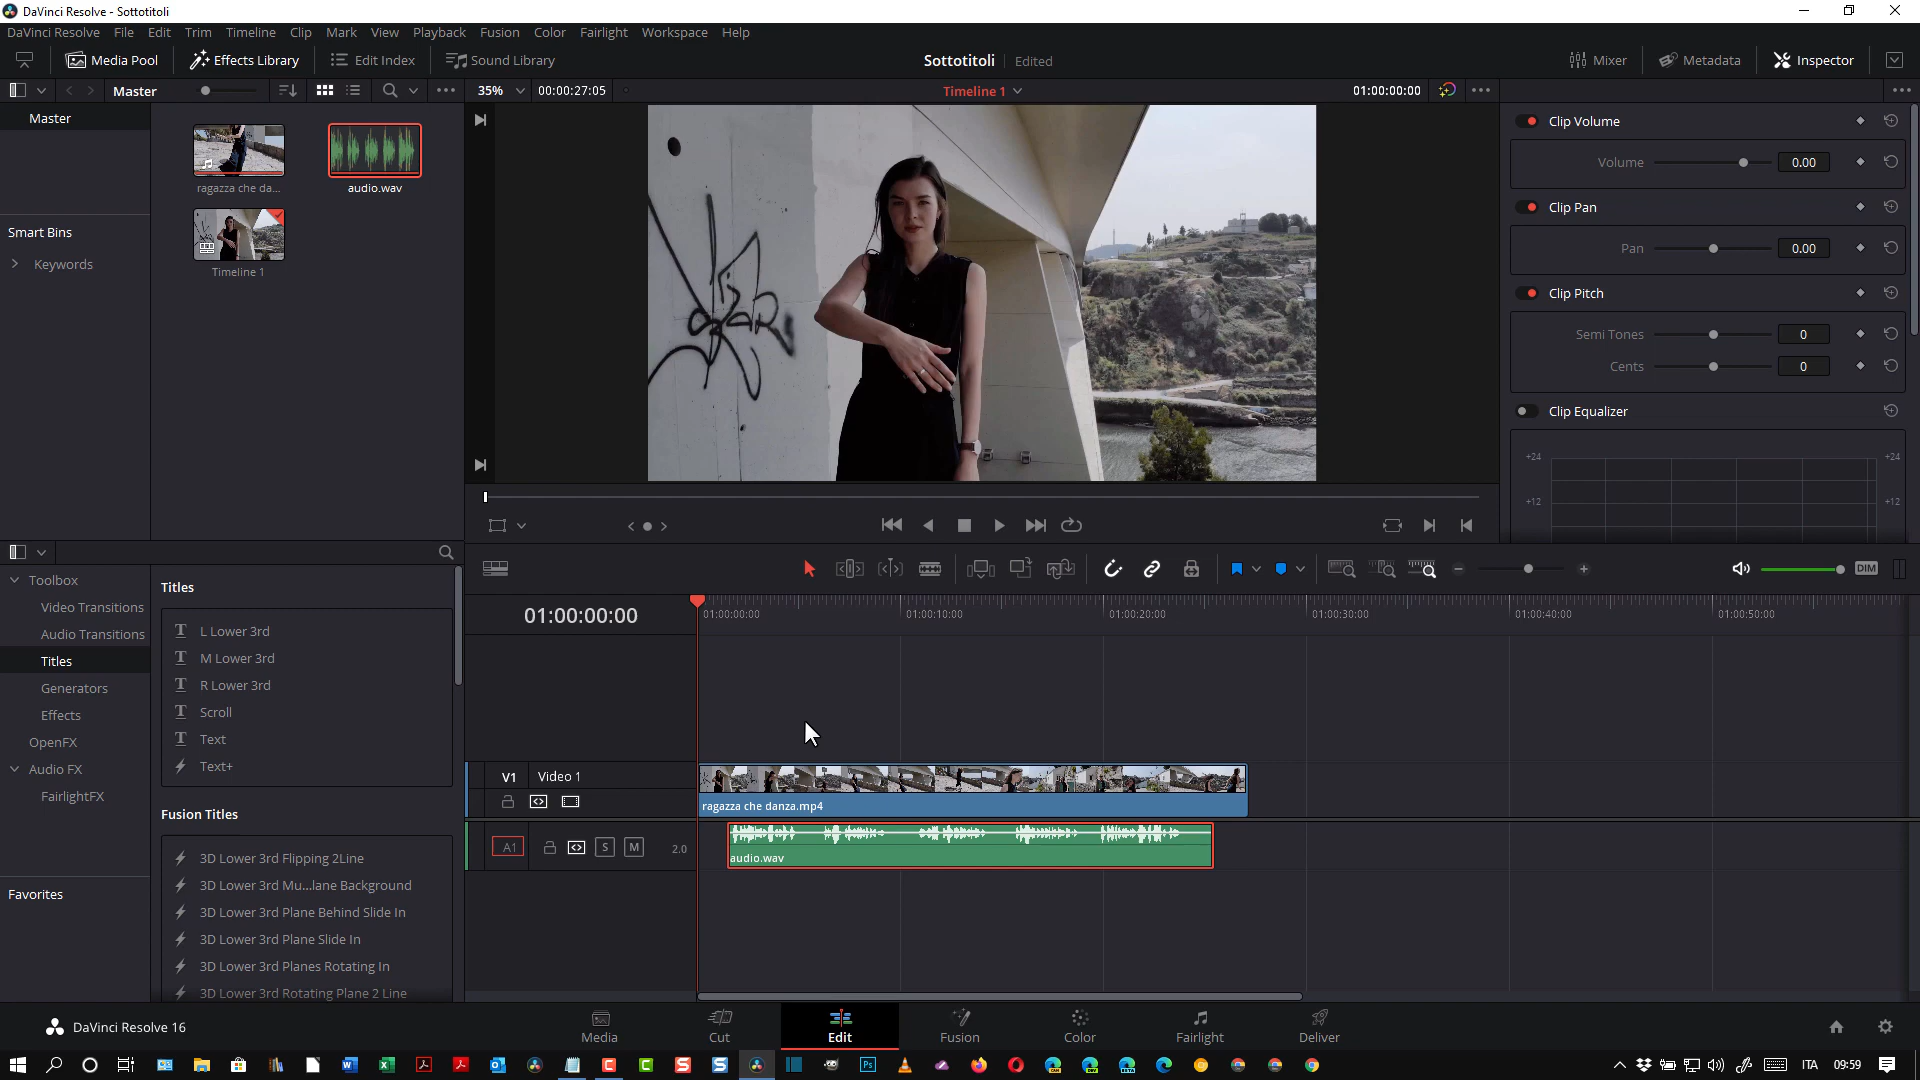 DaVinci Resolve - Sottotitoli
DaVinci Resolve File Edit Trim Timeline Clip Mark View Playback Fusion Color Fairlight Workspace Help
Media Pool Effects Library Edit Index Sound Library Sottotitoli Edited Mixer Metadata Inspector
Master 35% 00:00:27:05 Timeline 1 01:00:00:00
Master
ragazza che da... audio.wav
Timeline 1
Smart Bins
Keywords
Clip Volume
Volume 0.00
Clip Pan
Pan 0.00
Clip Pitch
Semi Tones 0
Cents 0
Clip Equalizer
+24 +24
+12 +12
DIM
Toolbox
Video Transitions
Audio Transitions
Titles
Generators
Effects
OpenFX
Audio FX
FairlightFX
Favorites
Titles
L Lower 3rd
M Lower 3rd
R Lower 3rd
Scroll
Text
Text+
Fusion Titles
3D Lower 3rd Flipping 2Line
3D Lower 3rd Mu...lane Background
3D Lower 3rd Plane Behind Slide In
3D Lower 3rd Plane Slide In
3D Lower 3rd Planes Rotating In
3D Lower 3rd Rotating Plane 2 Line
01:00:00:00 01:00:00:00 01:00:10:00 01:00:20:00 01:00:30:00 01:00:40:00 01:00:50:00
V1 Video 1
ragazza che danza.mp4
A1 S M 2.0
audio.wav
DaVinci Resolve 16 Media Cut Edit Fusion Color Fairlight Deliver
ITA 09:59